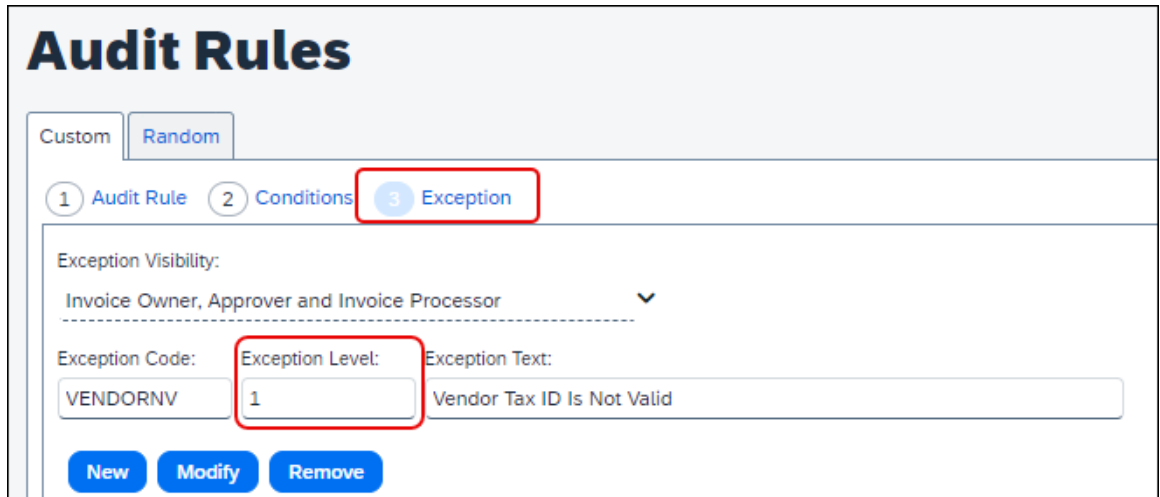 Audit Rules
Custom Random
1 Audit Rule 2 Conditions 3 Exception
Exception Visibility:
Invoice Owner, Approver and Invoice Processor
Exception Code: Exception Level: Exception Text:
VENDORNV 1 Vendor Tax ID Is Not Valid
New Modify Remove